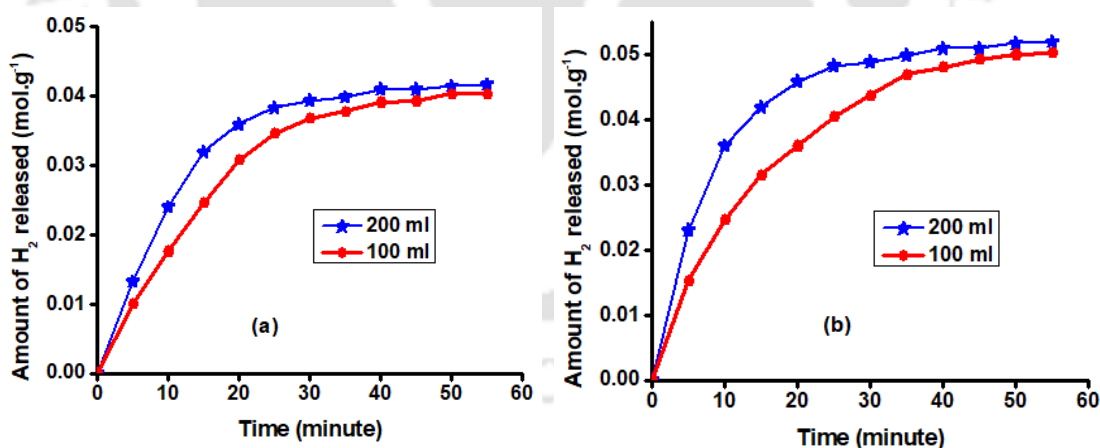 Amount of H₂ released (mol.g⁻¹)
0.05
0.04
0.03
0.02
0.01
0.00
200 ml
100 ml
(a)
0 10 20 30 40 50 60
Time (minute)
Amount of H₂ released (mol.g⁻¹)
0.05
0.04
0.03
0.02
0.01
0.00
200 ml
100 ml
(b)
0 10 20 30 40 50 60
Time (minute)